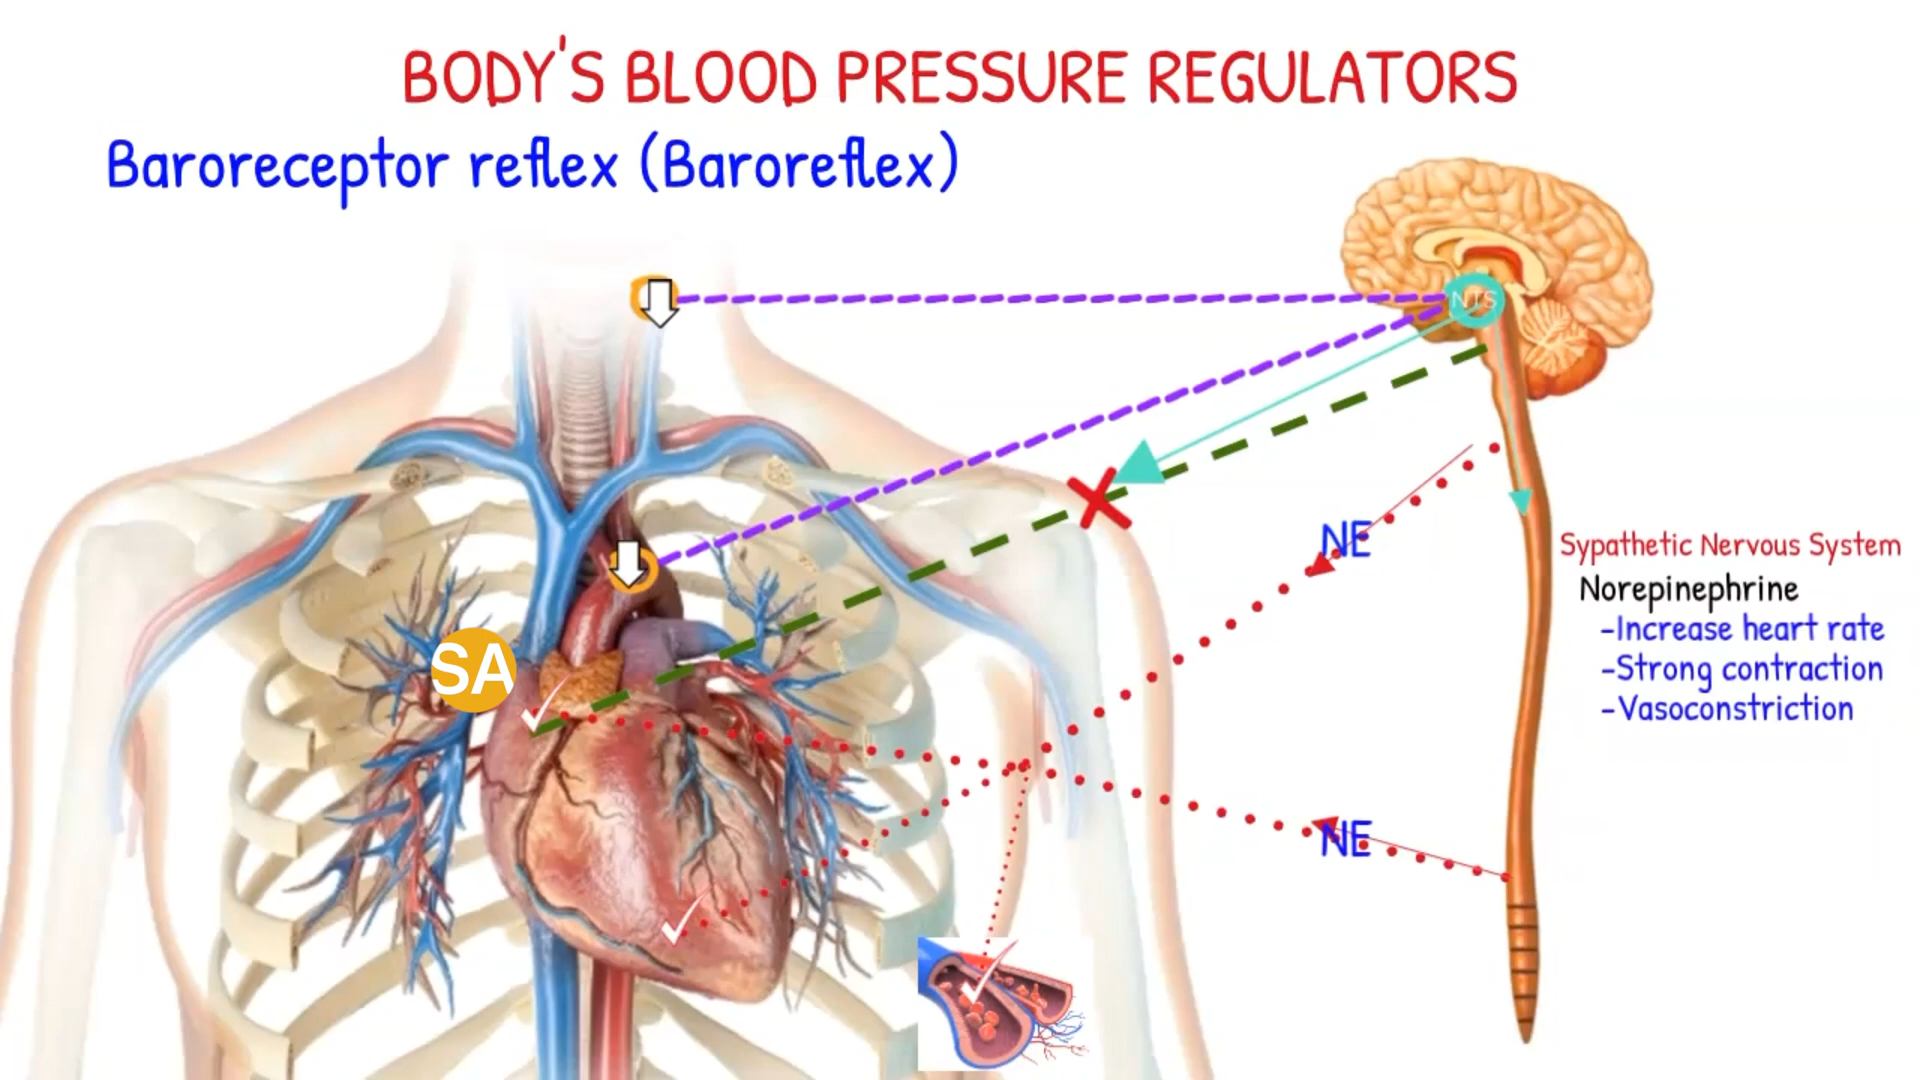 BODY'S BLOOD PRESSURE REGULATORS
Baroreceptor reflex (Baroreflex)
NTS
NE
Sypathetic Nervous System
Norepinephrine
-Increase heart rate
-Strong contraction
-Vasoconstriction
SA
NE